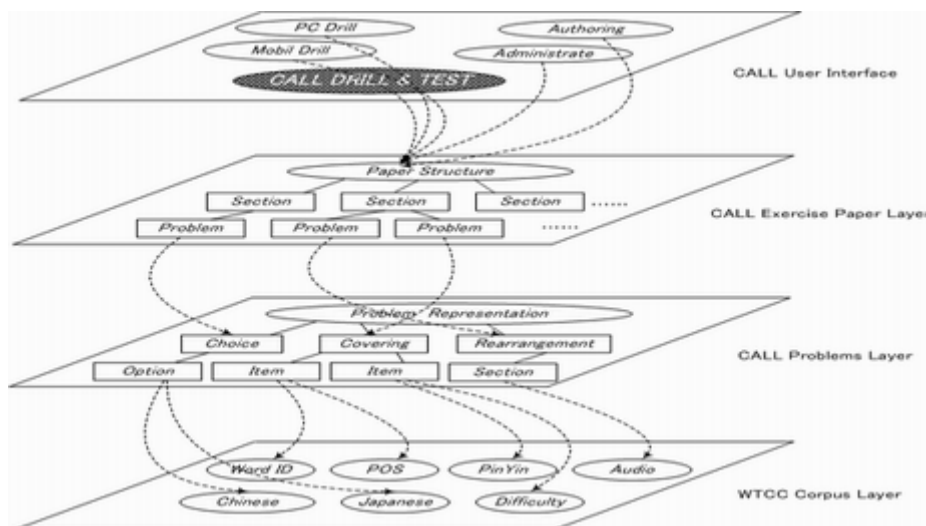 PC Drill
Authoring
Mobil Drill
Administrate
CALL DRILL & TEST
CALL User Interface
Paper Structure
Section Section Section ......
CALL Exercise Paper Layer
Problem Problem Problem ......
Problem Representation
Choice Covering Rearrangement
CALL Problems Layer
Option Item Item Section
Word ID POS PinYin Audio
WTCC Corpus Layer
Chinese Japanese Difficulty